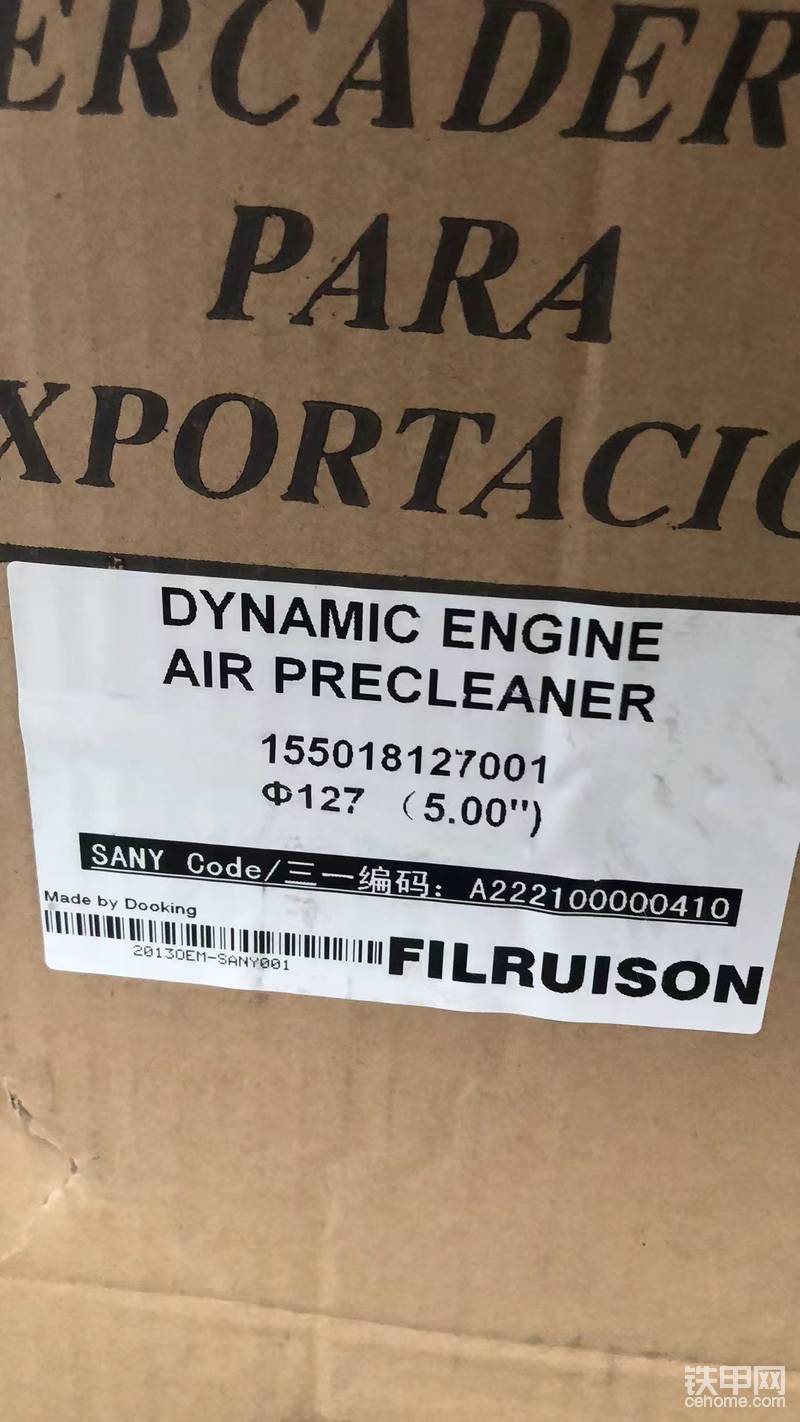 ERCADER
PARA
XPORTACIO
DYNAMIC ENGINE
AIR PRECLEANER
155018127001
Φ127 （5.00")
SANY Code/三一编码: A222100000410
Made by Dooking
2013OEM-SANY001
FILRUISON
铁甲网
cehome.com